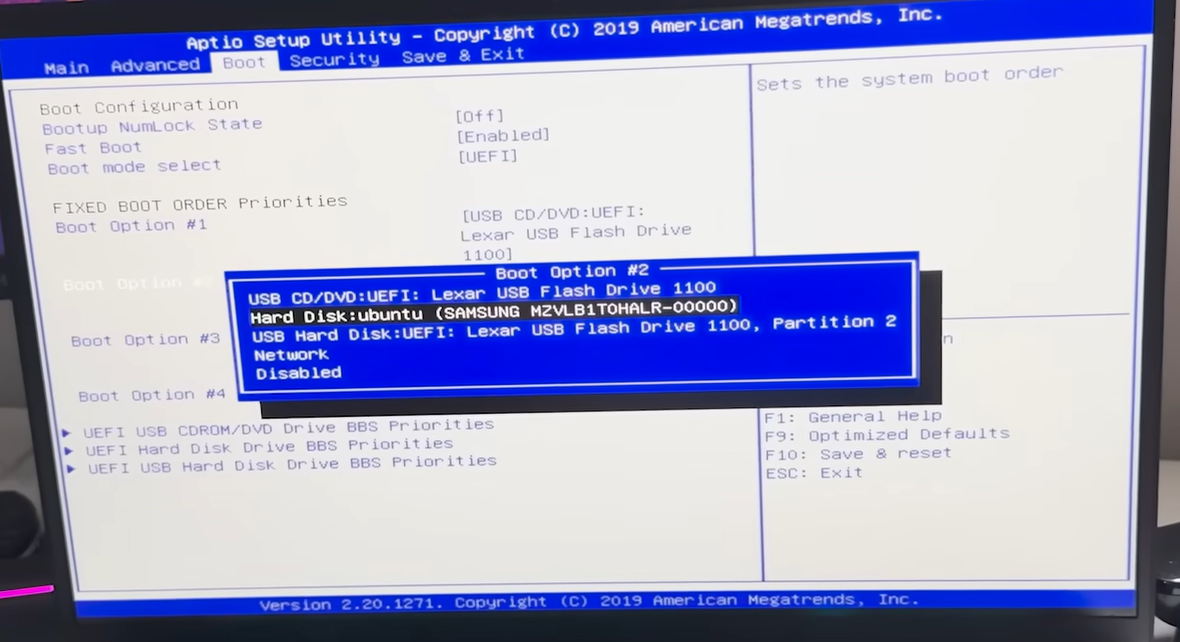 Aptio Setup Utility - Copyright (C) 2019 American Megatrends, Inc.
Main Advanced Boot Security Save & Exit
Boot Configuration
Bootup NumLock State [Off]
Fast Boot [Enabled]
Boot mode select [UEFI]
FIXED BOOT ORDER Priorities
Boot Option #1 [USB CD/DVD:UEFI:
Lexar USB Flash Drive
1100]
Boot Option
Boot Option #2
USB CD/DVD:UEFI: Lexar USB Flash Drive 1100
Hard Disk:ubuntu (SAMSUNG MZVLB1T0HALR-00000)
USB Hard Disk:UEFI: Lexar USB Flash Drive 1100, Partition 2
Network
Disabled
Boot Option #3
Boot Option #4
UEFI USB CDROM/DVD Drive BBS Priorities
UEFI Hard Disk Drive BBS Priorities
UEFI USB Hard Disk Drive BBS Priorities
Sets the system boot order
F1: General Help
F9: Optimized Defaults
F10: Save & reset
ESC: Exit
Version 2.20.1271. Copyright (C) 2019 American Megatrends, Inc.